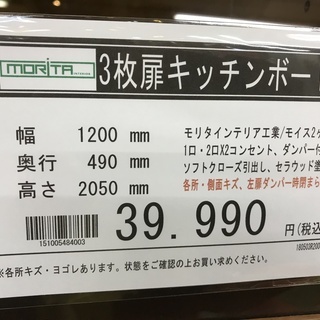 MORITA INTERIOR
3枚扉キッチンボー
幅 1200 mm
奥行 490 mm
高さ 2050 mm
モリタインテリア工業/モイス2ヶ
1口・2口X2コンセント、ダンパー付
ソフトクローズ引出し、セラウッド塗
各所・側面キズ、左扉ダンパー時閉まら
151005484003
39.990 円(税込
180503R200
※各所キズ・ヨゴレあります。状態をご確認の上お買い求めください。